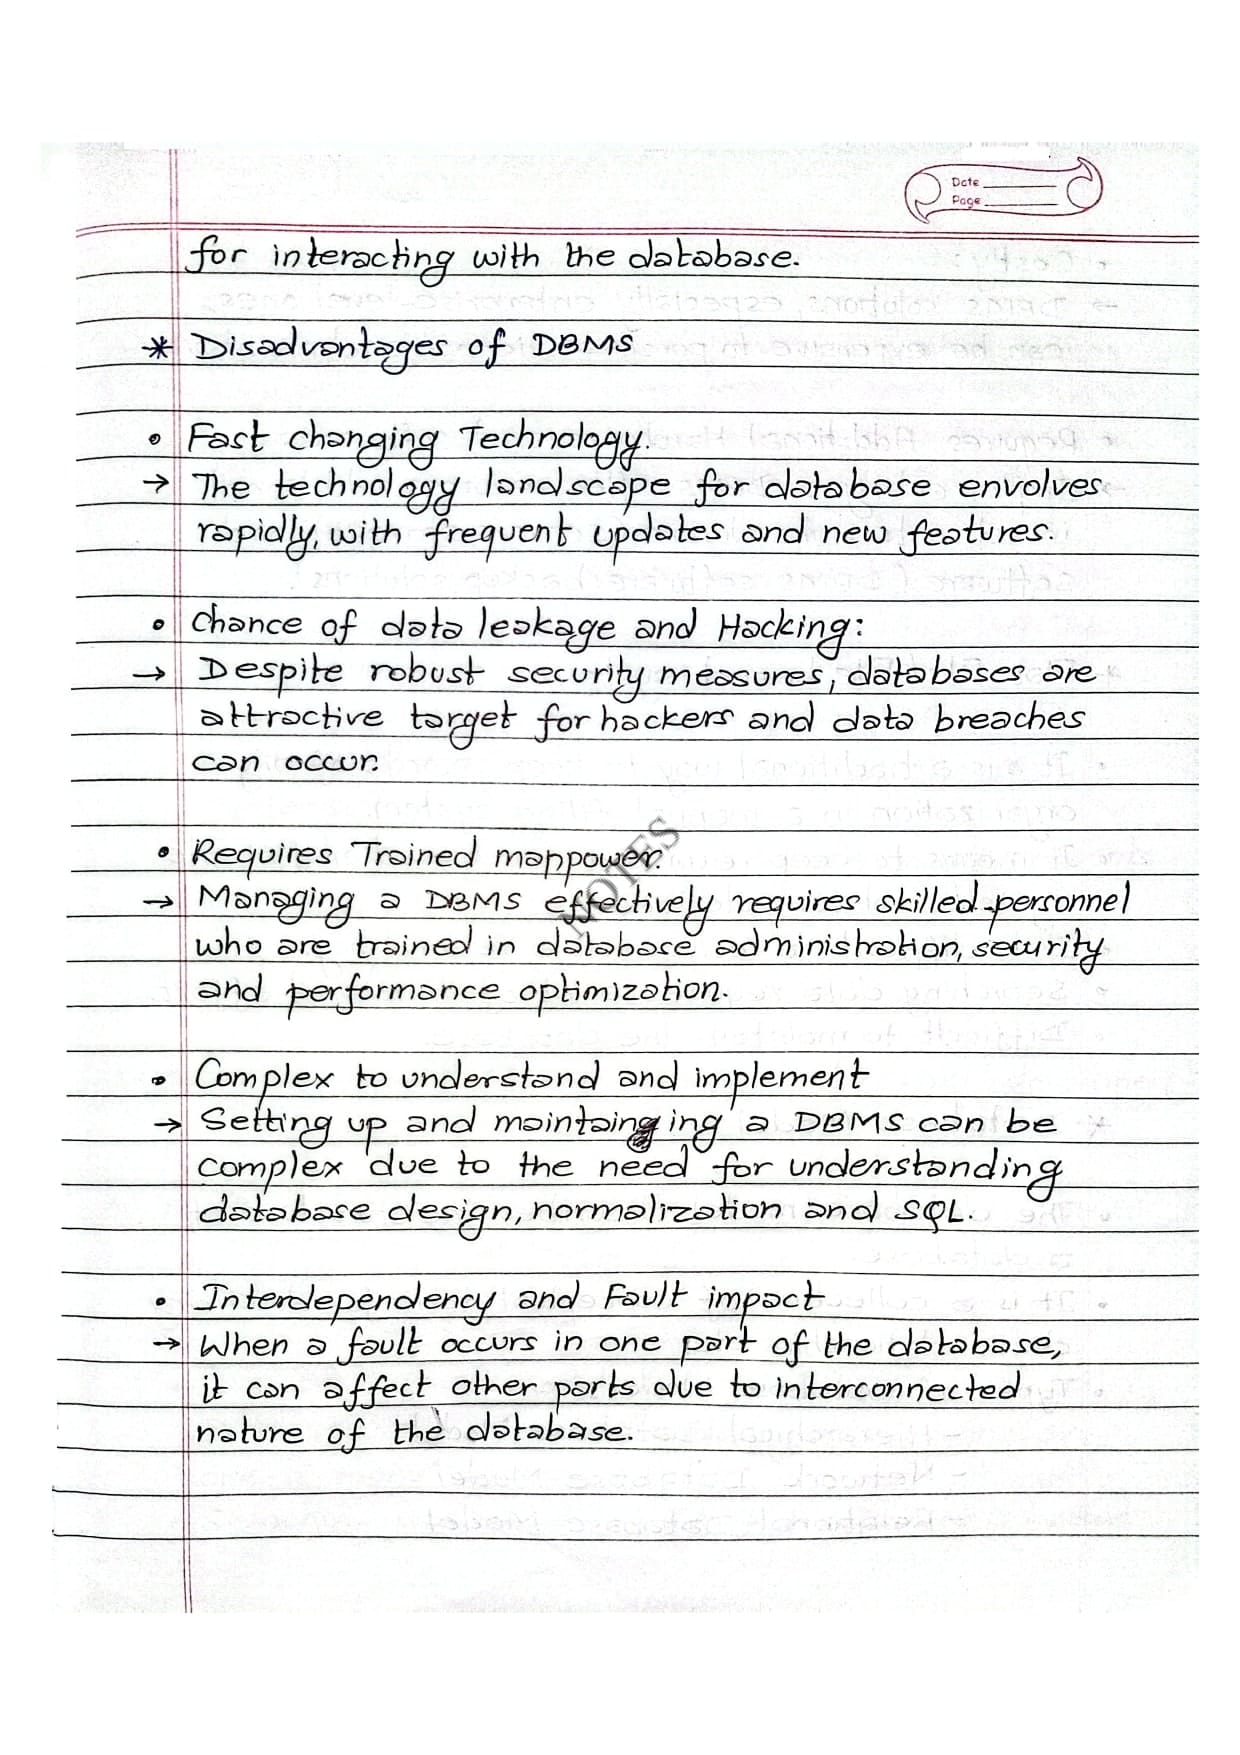 Date
Page
for interacting with the database.
* Disadvantages of DBMS
• Fast changing Technology.
→ The technology landscape for database envolves
rapidly, with frequent updates and new features.
• Chance of data leakage and Hacking:
→ Despite robust security measures, databases are
attractive target for hackers and data breaches
can occur.
• Requires Trained manpower.
→ Managing a DBMS effectively requires skilled personnel
who are trained in database administration, security
and performance optimization.
NOTES
• Complex to understand and implement
→ Setting up and maintaing ing a DBMS can be
complex due to the need for understanding
database design, normalization and SQL.
• Interdependency and Fault impact
→ When a fault occurs in one part of the database,
it can affect other parts due to interconnected
nature of the database.